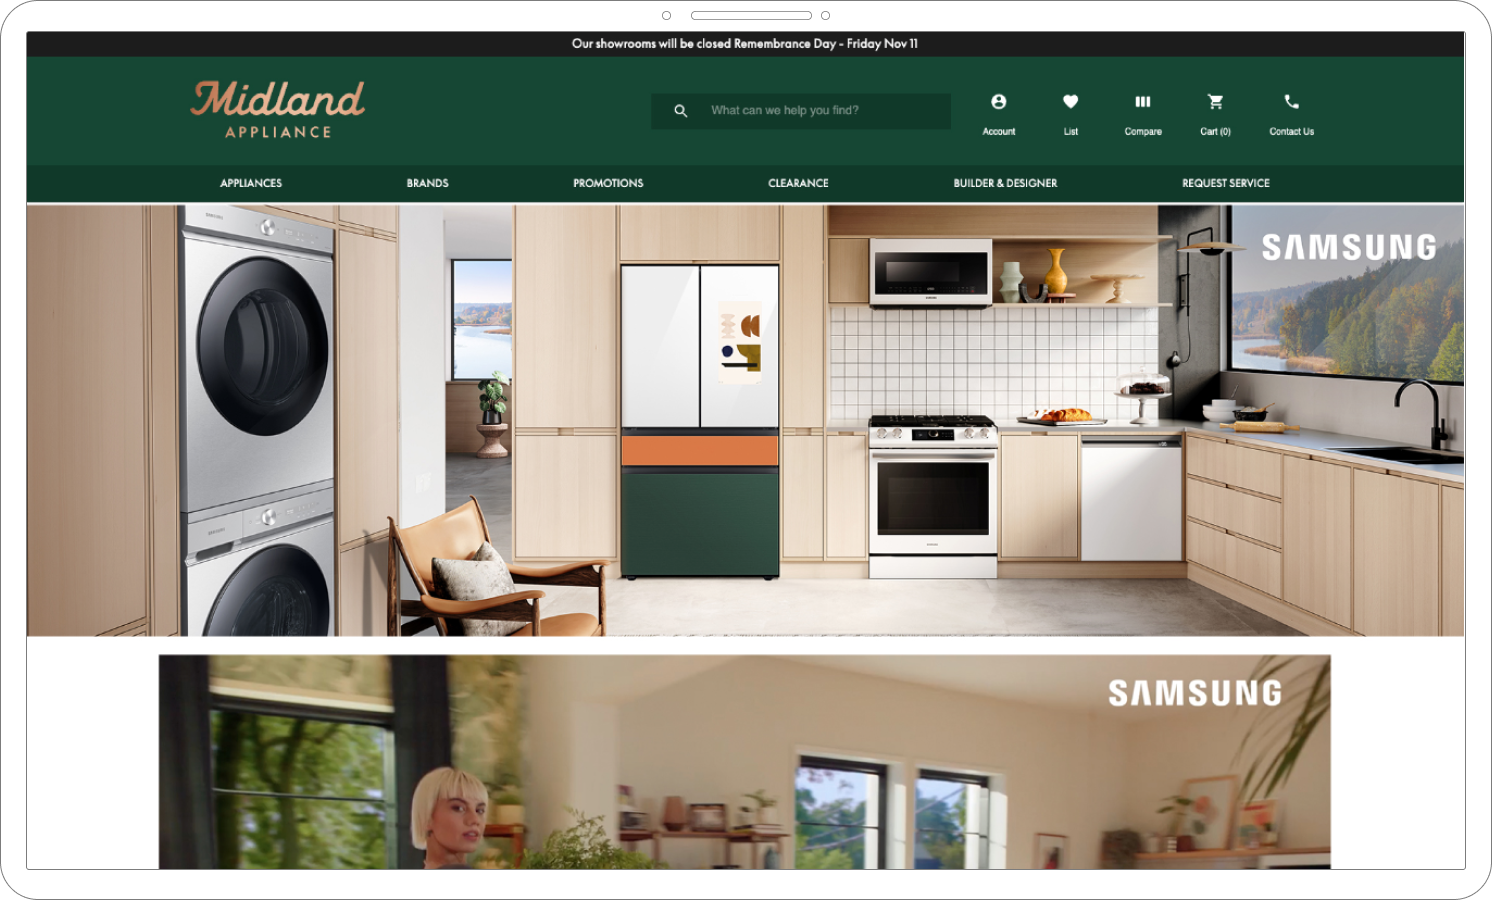 Our showrooms will be closed Remembrance Day - Friday Nov 11
Midland
APPLIANCE
What can we help you find?
Account
List
Compare
Cart (0)
Contact Us
APPLIANCES
BRANDS
PROMOTIONS
CLEARANCE
BUILDER & DESIGNER
REQUEST SERVICE
SAMSUNG
SAMSUNG